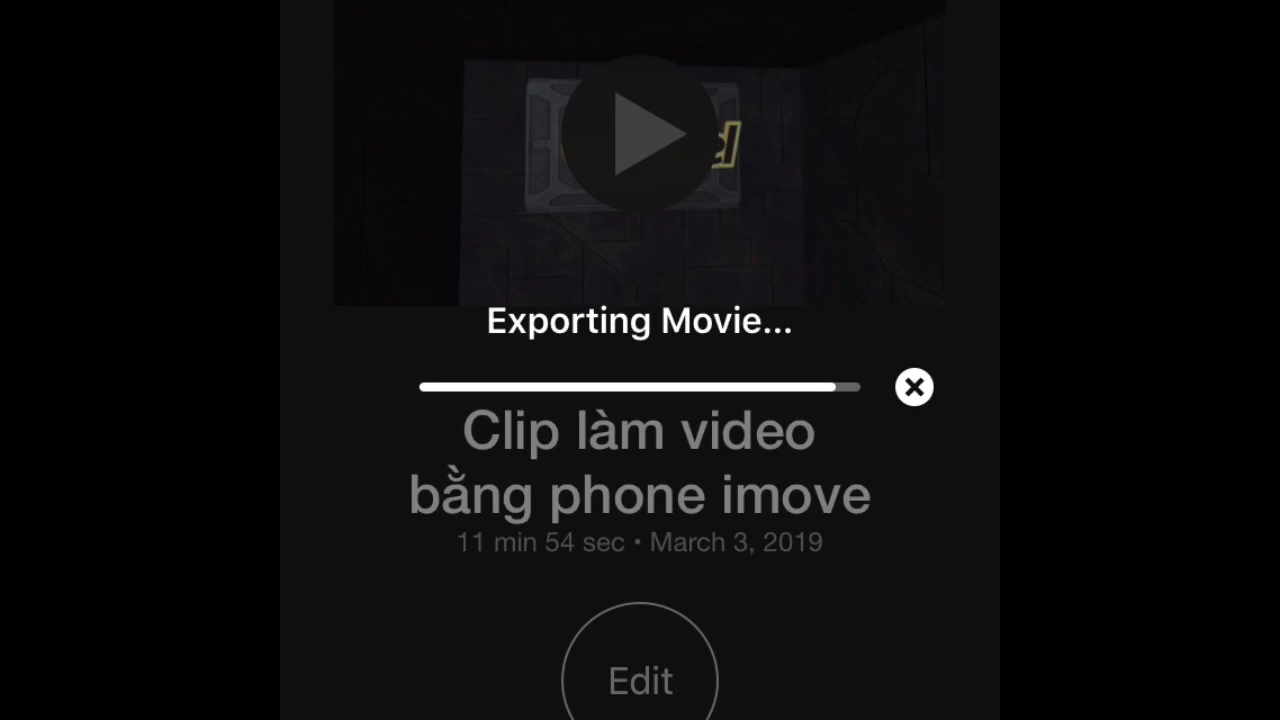 Exporting Movie...
Clip làm video
bằng phone imove
11 min 54 sec • March 3, 2019
Edit